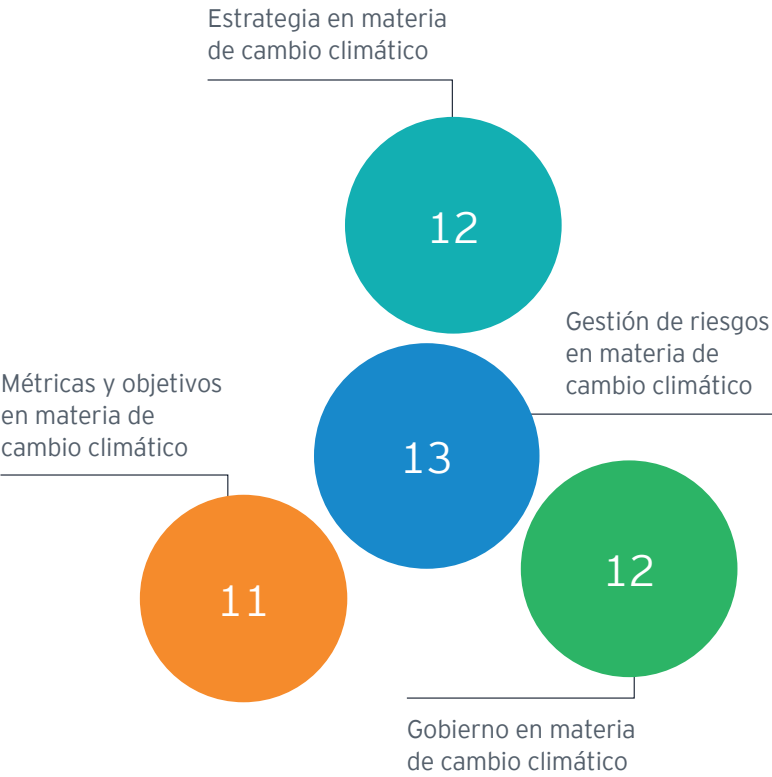 Estrategia en materia
de cambio climático
12
Gestión de riesgos
en materia de
cambio climático
Métricas y objetivos
en materia de
cambio climático
13
12
11
Gobierno en materia
de cambio climático